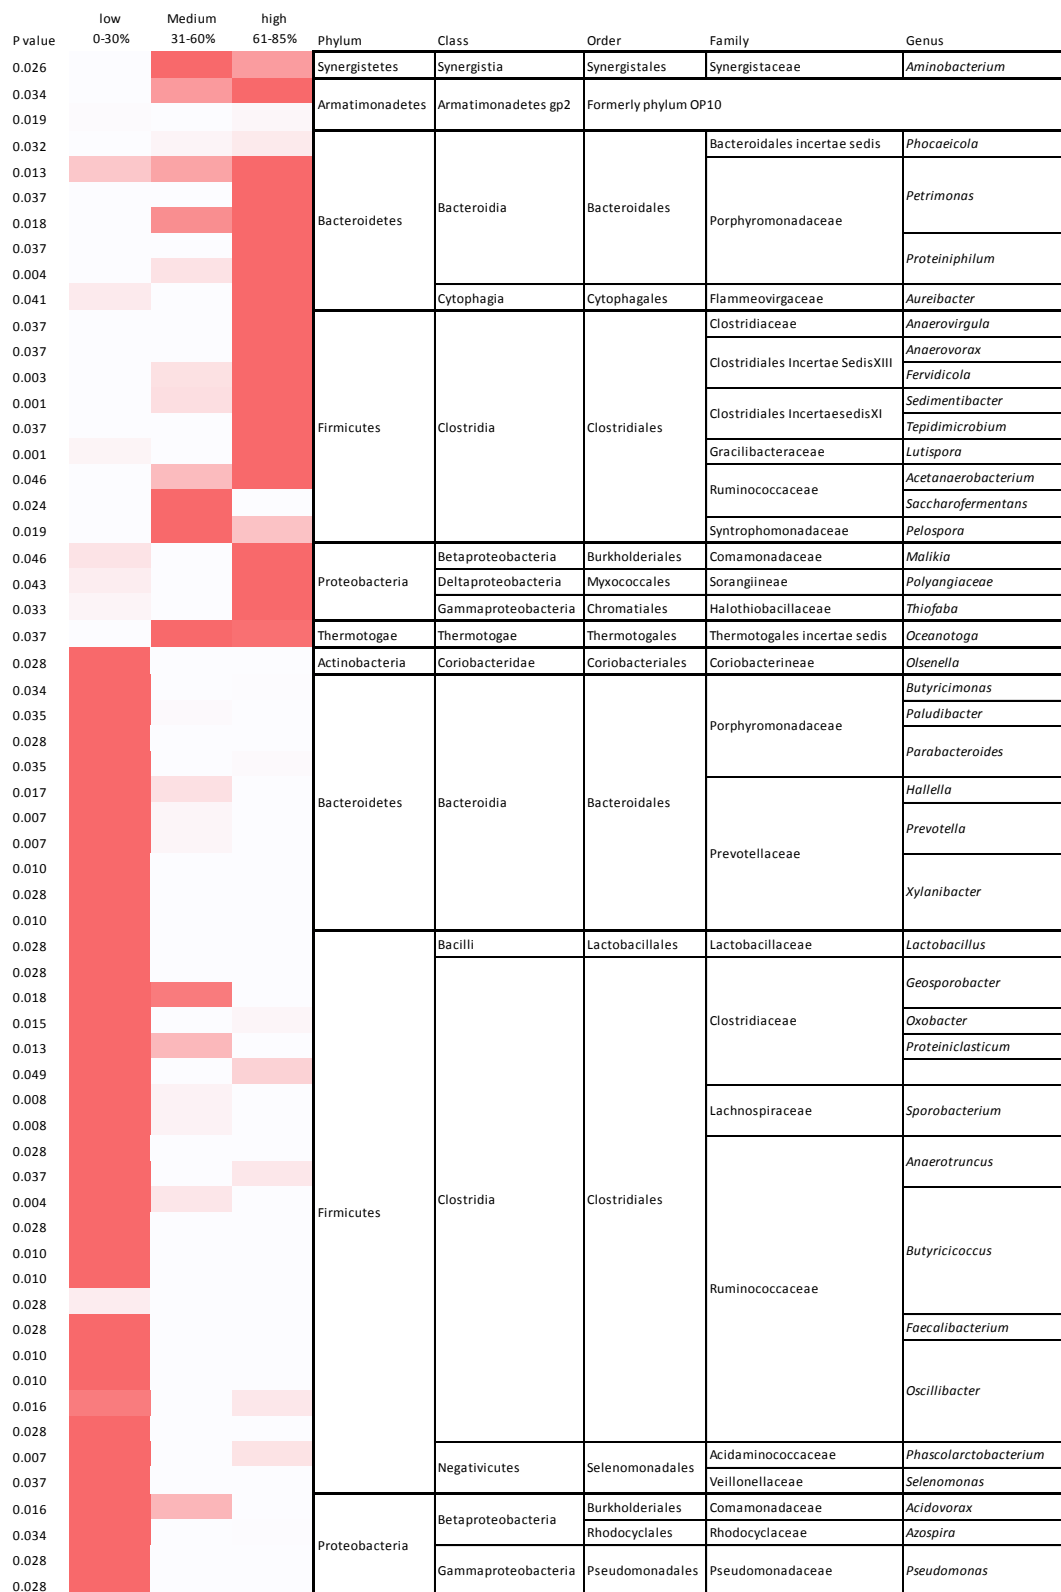 low Medium high
P value 0-30% 31-60% 61-85% Phylum Class Order Family Genus
0.026 Synergistetes Synergistia Synergistales Synergistaceae Aminobacterium
0.034
Armatimonadetes Armatimonadetes gp2 Formerly phylum OP10
0.019
0.032 Bacteroidales incertae sedis Phocaeicola
0.013
0.037 Petrimonas
0.018 Bacteroidetes Bacteroidia Bacteroidales Porphyromonadaceae
0.037
Proteiniphilum
0.004
0.041 Cytophagia Cytophagales Flammeovirgaceae Aureibacter
0.037 Clostridiaceae Anaerovirgula
0.037 Anaerovorax
Clostridiales Incertae SedisXIII
0.003 Fervidicola
0.001 Sedimentibacter
Clostridiales IncertaesedisXI
0.037 Firmicutes Clostridia Clostridiales Tepidimicrobium
0.001 Gracilibacteraceae Lutispora
0.046 Acetanaerobacterium
Ruminococcaceae
0.024 Saccharofermentans
0.019 Syntrophomonadaceae Pelospora
0.046 Betaproteobacteria Burkholderiales Comamonadaceae Malikia
0.043 Proteobacteria Deltaproteobacteria Myxococcales Sorangiineae Polyangiaceae
0.033 Gammaproteobacteria Chromatiales Halothiobacillaceae Thiofaba
0.037 Thermotogae Thermotogae Thermotogales Thermotogales incertae sedis Oceanotoga
0.028 Actinobacteria Coriobacteridae Coriobacteriales Coriobacterineae Olsenella
0.034 Butyricimonas
0.035 Porphyromonadaceae Paludibacter
0.028
Parabacteroides
0.035
0.017 Bacteroidetes Bacteroidia Bacteroidales Hallella
0.007
Prevotella
0.007
Prevotellaceae
0.010
0.028 Xylanibacter
0.010
0.028 Bacilli Lactobacillales Lactobacillaceae Lactobacillus
0.028
Geosporobacter
0.018
0.015 Clostridiaceae Oxobacter
0.013 Proteiniclasticum
0.049
0.008
Lachnospiraceae Sporobacterium
0.008
0.028
Anaerotruncus
0.037
0.004 Clostridia Clostridiales
Firmicutes
0.028
0.010 Butyricicoccus
0.010
Ruminococcaceae
0.028
0.028 Faecalibacterium
0.010
0.010
Oscillibacter
0.016
0.028
0.007 Acidaminococcaceae Phascolarctobacterium
Negativicutes Selenomonadales
0.037 Veillonellaceae Selenomonas
0.016 Burkholderiales Comamonadaceae Acidovorax
Betaproteobacteria
0.034 Rhodocyclales Rhodocyclaceae Azospira
Proteobacteria
0.028
Gammaproteobacteria Pseudomonadales Pseudomonadaceae Pseudomonas
0.028